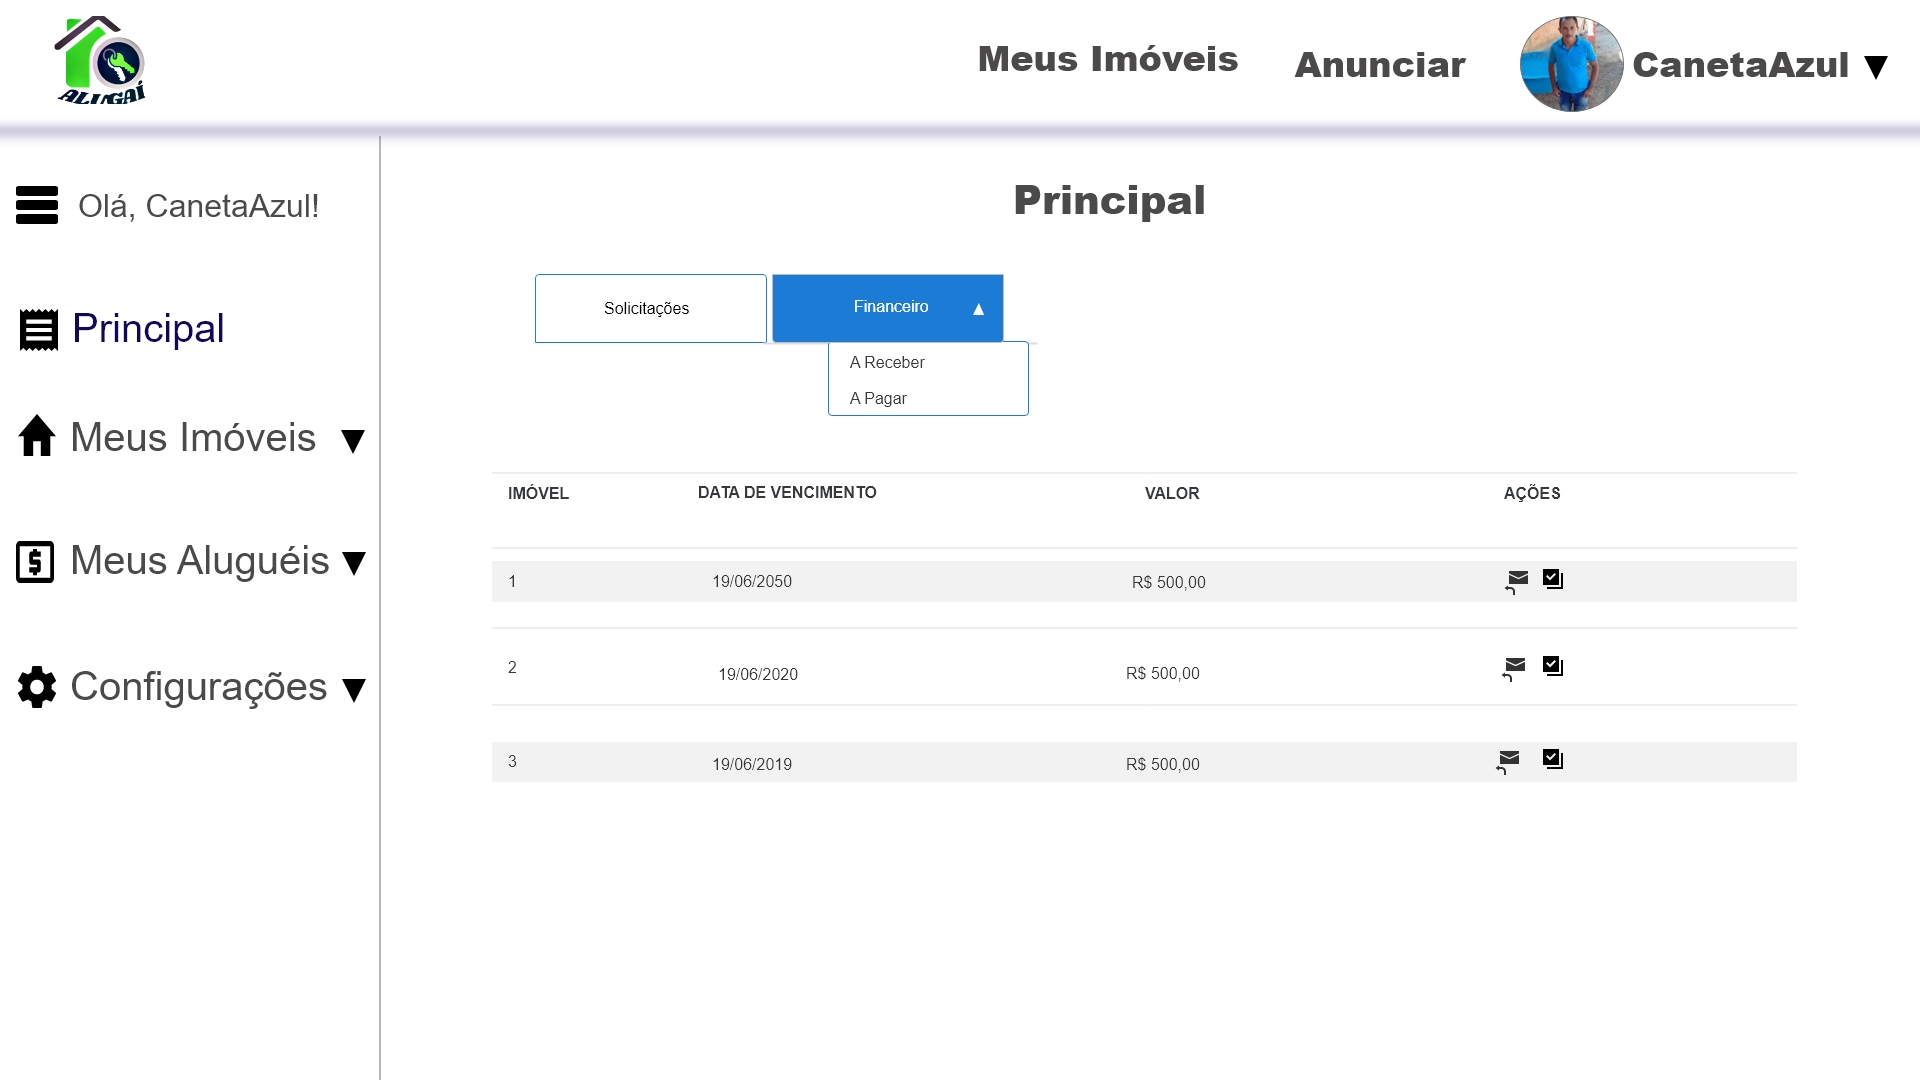 ALUGAÍ
Meus Imóveis
Anunciar
CanetaAzul ▼
Olá, CanetaAzul!
Principal
Meus Imóveis ▼
Meus Aluguéis ▼
Configurações ▼
Principal
Solicitações
Financeiro ▲
A Receber
A Pagar
IMÓVEL DATA DE VENCIMENTO VALOR AÇÕES
1 19/06/2050 R$ 500,00
2 19/06/2020 R$ 500,00
3 19/06/2019 R$ 500,00